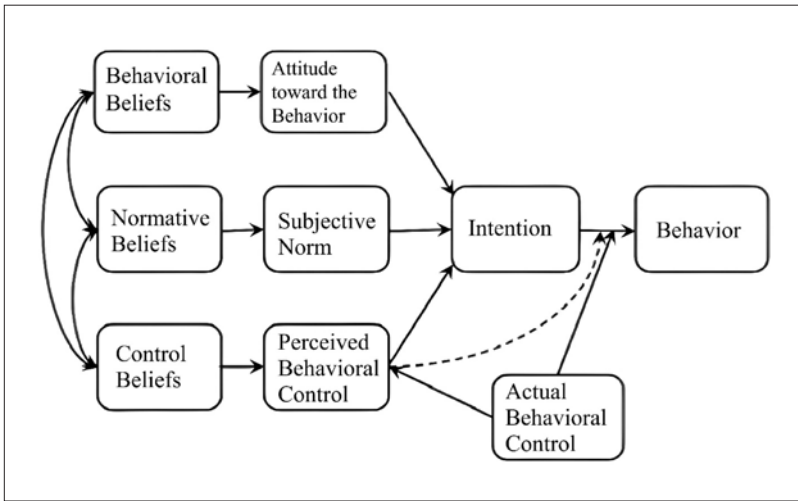 Behavioral
Beliefs
Attitude
toward the
Behavior
Normative
Beliefs
Subjective
Norm
Intention
Behavior
Control
Beliefs
Perceived
Behavioral
Control
Actual
Behavioral
Control